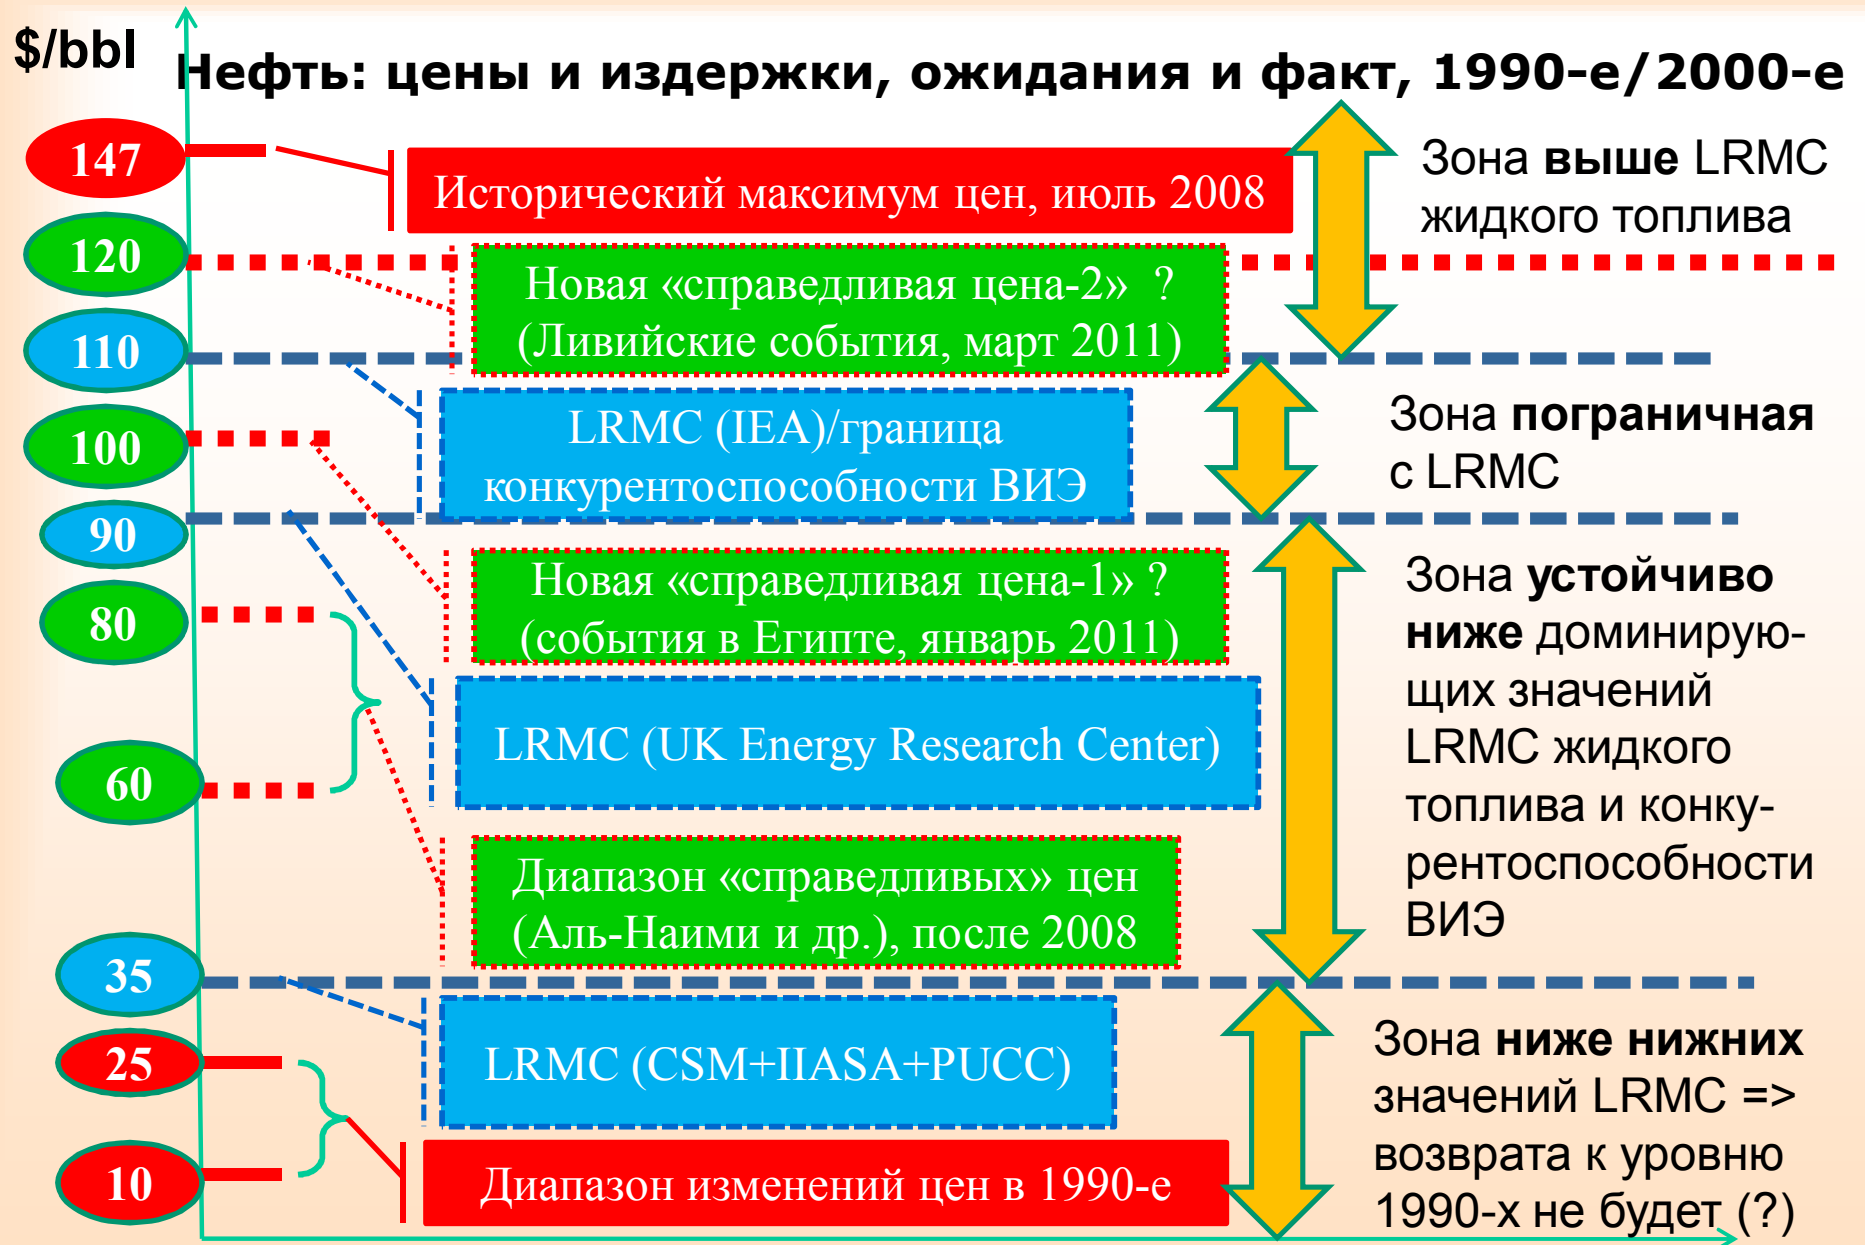 $/bbl
Нефть: цены и издержки, ожидания и факт, 1990-е/2000-е
147
Исторический максимум цен, июль 2008
Зона выше LRMC
жидкого топлива
120
Новая «справедливая цена-2» ?
(Ливийские события, март 2011)
110
LRMC (IEA)/граница
конкурентоспособности ВИЭ
Зона пограничная
с LRMC
100
90
Новая «справедливая цена-1» ?
(события в Египте, январь 2011)
Зона устойчиво
ниже доминирую-
щих значений
LRMC жидкого
топлива и конку-
рентоспособности
ВИЭ
80
LRMC (UK Energy Research Center)
60
Диапазон «справедливых» цен
(Аль-Наими и др.), после 2008
35
LRMC (CSM+IIASA+PUCC)
25
Зона ниже нижних
значений LRMC =>
возврата к уровню
1990-х не будет (?)
10
Диапазон изменений цен в 1990-е